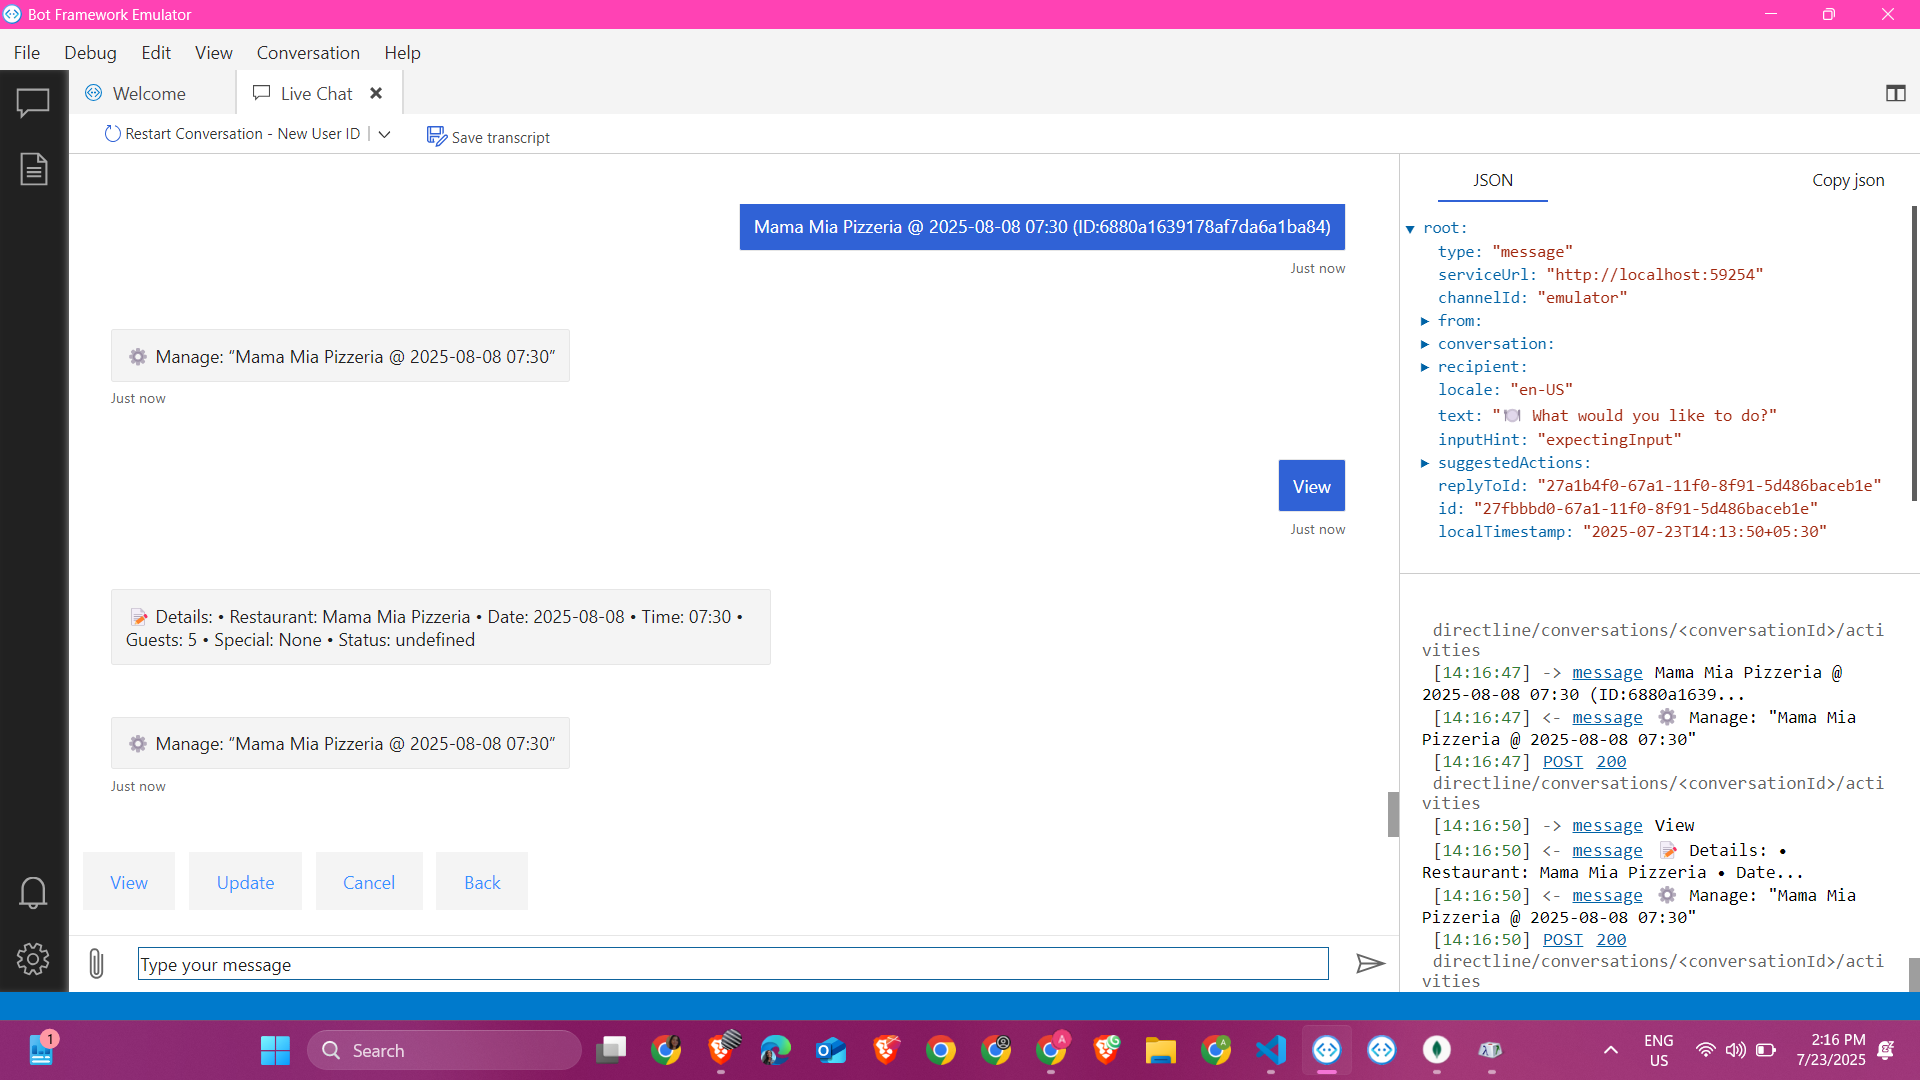 Bot Framework Emulator
File Debug Edit View Conversation Help
Welcome
Live Chat
Restart Conversation - New User ID
Save transcript
Mama Mia Pizzeria @ 2025-08-08 07:30 (ID:6880a1639178af7da6a1ba84)
Just now
⚙️ Manage: “Mama Mia Pizzeria @ 2025-08-08 07:30”
Just now
View
Just now
📝 Details: • Restaurant: Mama Mia Pizzeria • Date: 2025-08-08 • Time: 07:30 •
Guests: 5 • Special: None • Status: undefined
⚙️ Manage: “Mama Mia Pizzeria @ 2025-08-08 07:30”
Just now
View Update Cancel Back
Type your message
JSON
Copy json
root:
type: "message"
serviceUrl: "http://localhost:59254"
channelId: "emulator"
from:
conversation:
recipient:
locale: "en-US"
text: "🍽️ What would you like to do?"
inputHint: "expectingInput"
suggestedActions:
replyToId: "27a1b4f0-67a1-11f0-8f91-5d486baceb1e"
id: "27fbbbd0-67a1-11f0-8f91-5d486baceb1e"
localTimestamp: "2025-07-23T14:13:50+05:30"
directline/conversations/<conversationId>/acti
vities
[14:16:47] -> message Mama Mia Pizzeria @
2025-08-08 07:30 (ID:6880a1639...
[14:16:47] <- message ⚙️ Manage: "Mama Mia
Pizzeria @ 2025-08-08 07:30"
[14:16:47] POST 200
directline/conversations/<conversationId>/acti
vities
[14:16:50] -> message View
[14:16:50] <- message 📝 Details: •
Restaurant: Mama Mia Pizzeria • Date...
[14:16:50] <- message ⚙️ Manage: "Mama Mia
Pizzeria @ 2025-08-08 07:30"
[14:16:50] POST 200
directline/conversations/<conversationId>/acti
vities
1
Search
A
A
ENG
US
2:16 PM
7/23/2025